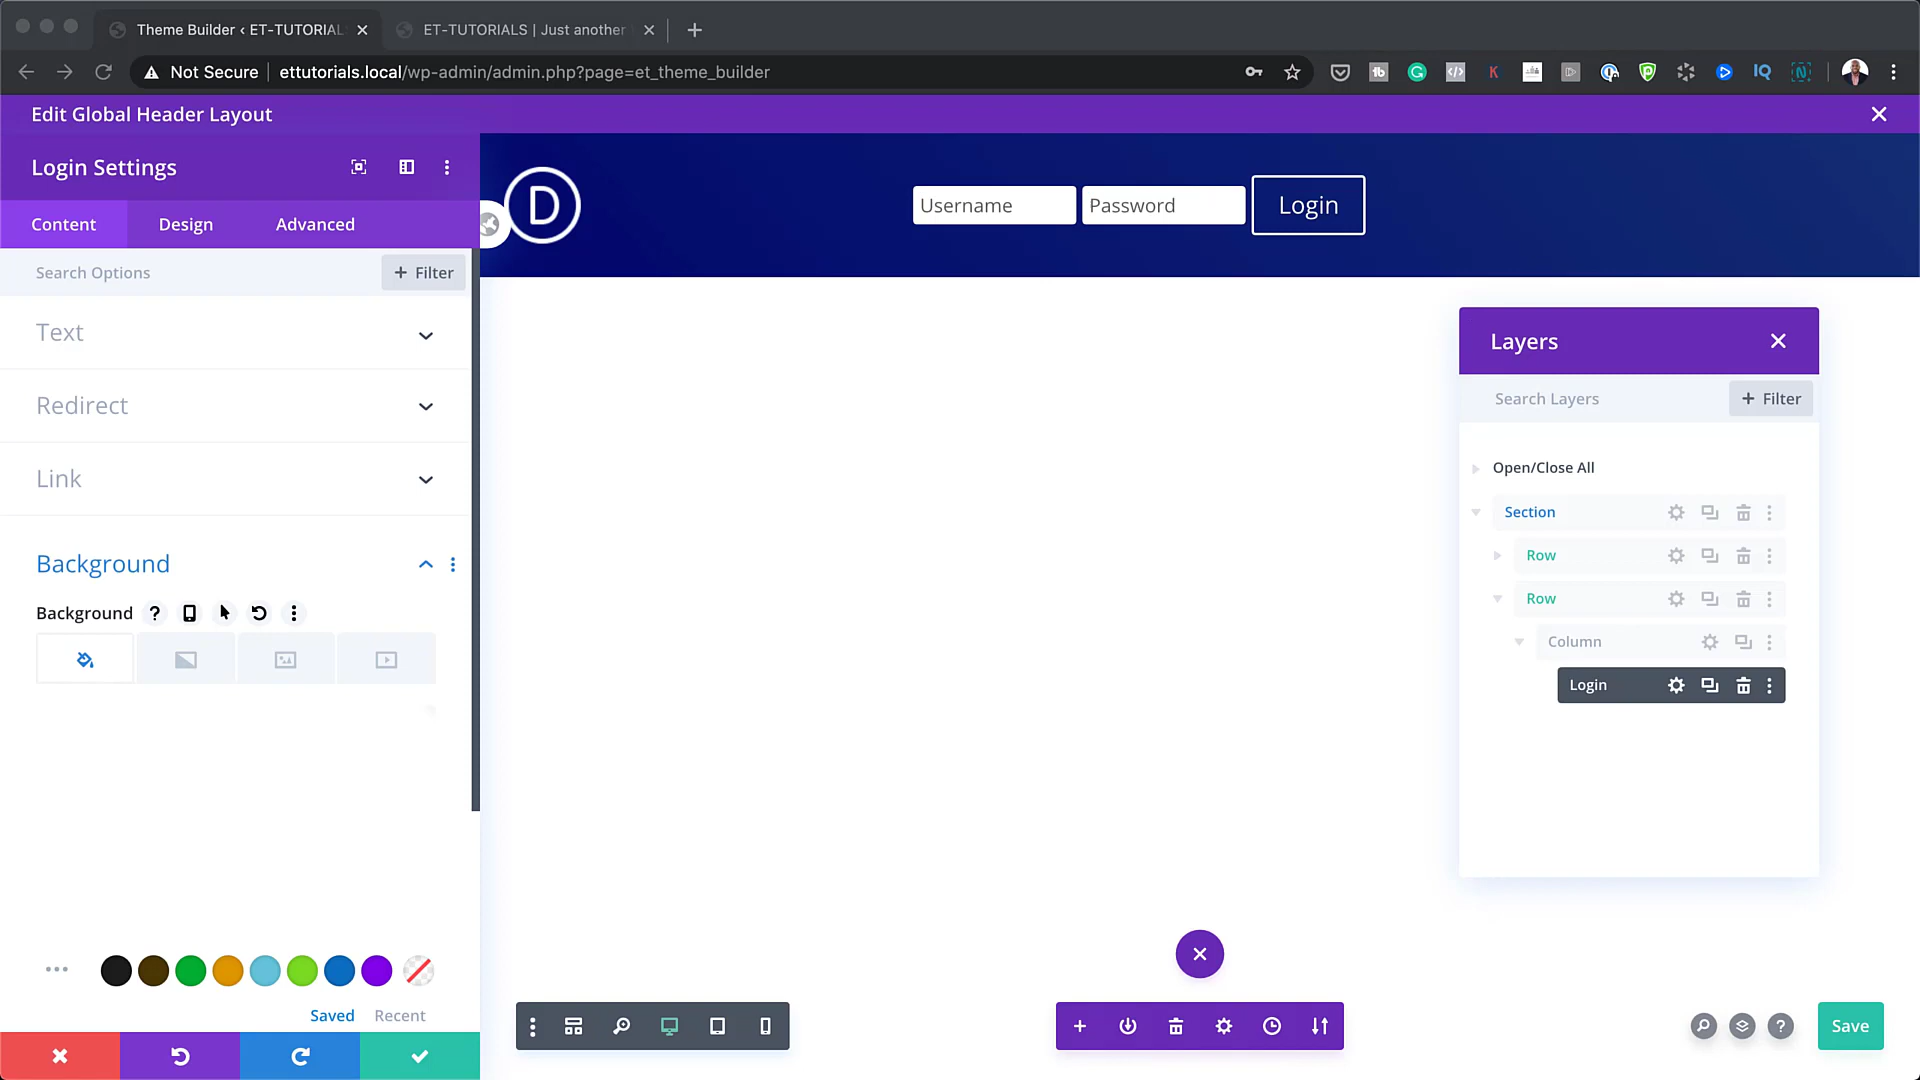 Theme Builder ‹ ET-TUTORIAL
ET-TUTORIALS | Just another
Not Secure
ettutorials.local/wp-admin/admin.php?page=et_theme_builder
Edit Global Header Layout
Login Settings
Content
Design
Advanced
Search Options
+ Filter
Text
Redirect
Link
Background
Background
Saved
Recent
D
Username
Password
Login
Layers
Search Layers
+ Filter
Open/Close All
Section
Row
Row
Column
Login
Save